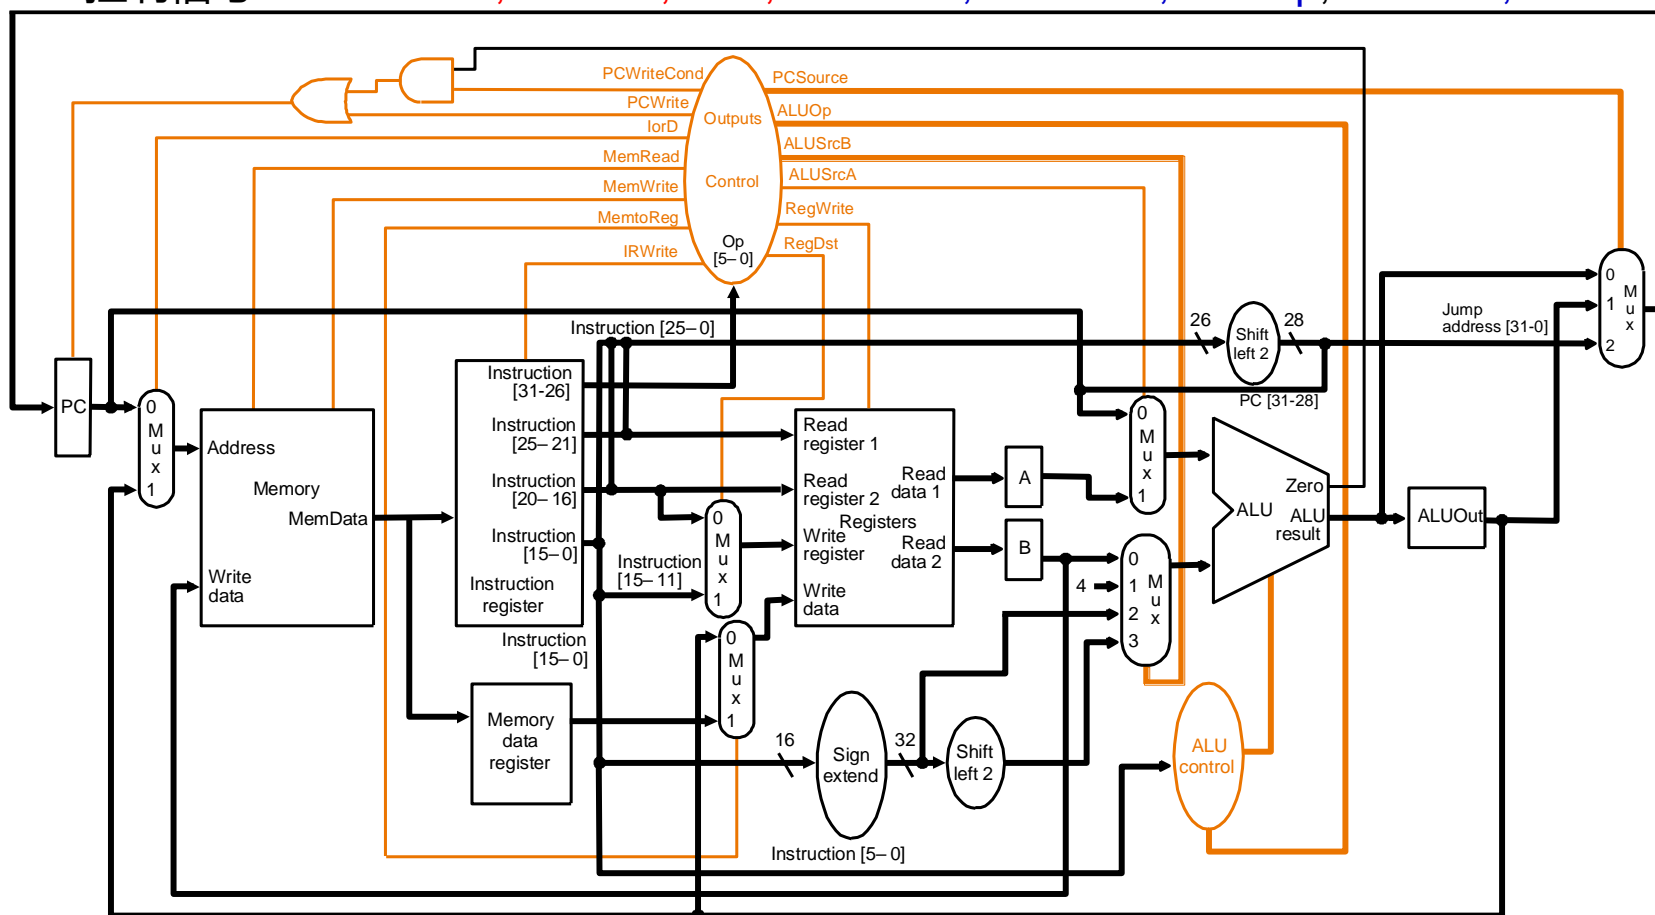 PCWriteCond
PCSource
PCWrite
Outputs
ALUOp
IorD
ALUSrcB
MemRead
ALUSrcA
Control
MemWrite
RegWrite
MemtoReg
Op
[5–0]
RegDst
IRWrite
Instruction [25–0]
26
Shift
left 2
28
Jump
address [31-0]
0
1
2
M
u
x
PC [31-28]
PC
0
M
u
x
1
Address
Memory
MemData
Write
data
Instruction
[31-26]
Instruction
[25–21]
Instruction
[20–16]
Instruction
[15–0]
Instruction
register
Instruction
[15–11]
0
M
u
x
1
Read
register 1
Read
register 2
Registers
Write
register
Write
data
Read
data 1
Read
data 2
A
B
0
M
u
x
1
4
0
1
2
3
M
u
x
Zero
ALU
ALU
result
ALUOut
Instruction
[15–0]
0
M
u
x
1
Memory
data
register
16
Sign
extend
32
Shift
left 2
ALU
control
Instruction [5–0]